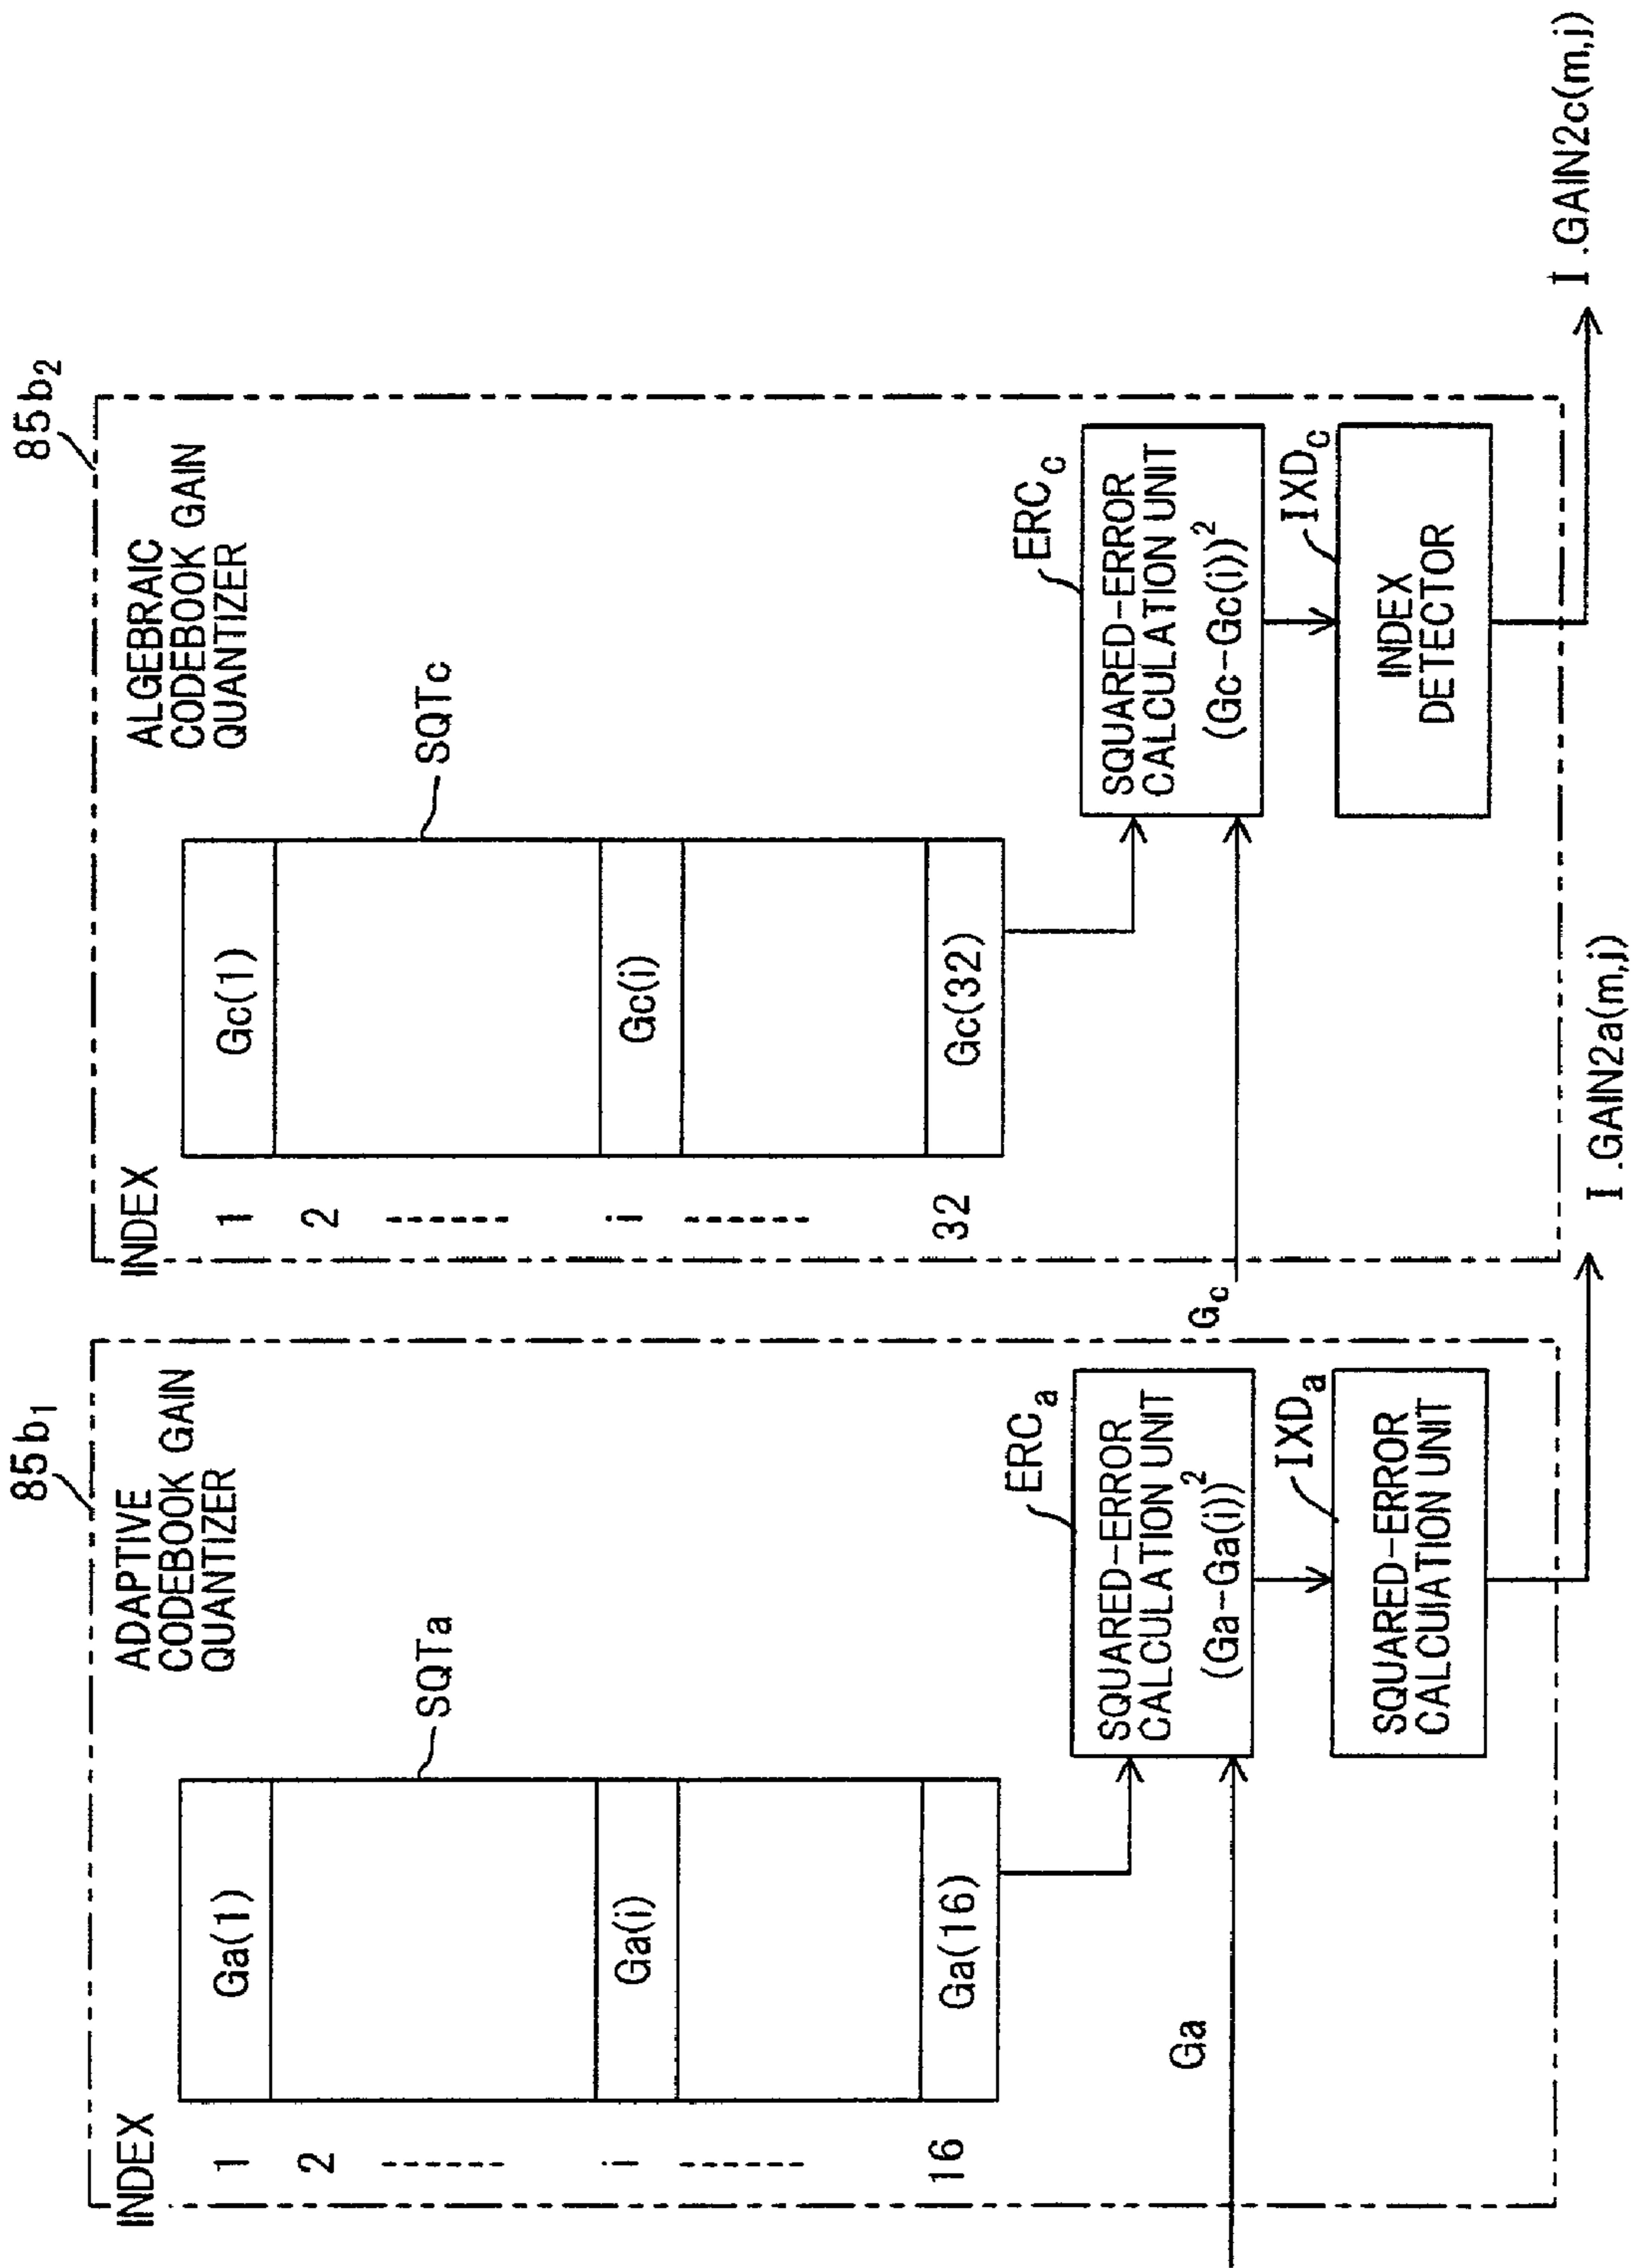 85b1
ADAPTIVE
CODEBOOK GAIN
QUANTIZER
INDEX
1
2
i
16
Ga(1)
Ga(i)
Ga(16)
SQTa
Ga
ERCa
SQUARED-ERROR
CALCULATION UNIT
(Ga-Ga(i))²
IXDa
SQUARED-ERROR
CALCUIATION UNIT
I.GAIN2a(m,j)
85b2
ALGEBRAIC
CODEBOOK GAIN
QUANTIZER
INDEX
1
2
i
32
Gc(1)
Gc(i)
Gc(32)
SQTc
Gc
ERCc
SQUARED-ERROR
CALCULATION UNIT
(Gc-Gc(i))²
IXDc
INDEX
DETECTOR
I.GAIN2c(m,j)